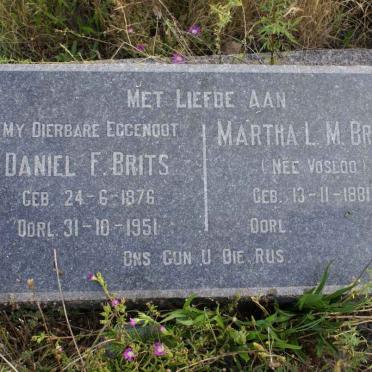 MET LIEFDE AAN
MY DIERBARE EGGENOOT
DANIEL F. BRITS
GEB. 24-6-1876
OORL. 31-10-1951
MARTHA L. M. BR
(NEE VOSLOO)
GEB. 13-11-1881
OORL.
ONS GUN U DIE RUS